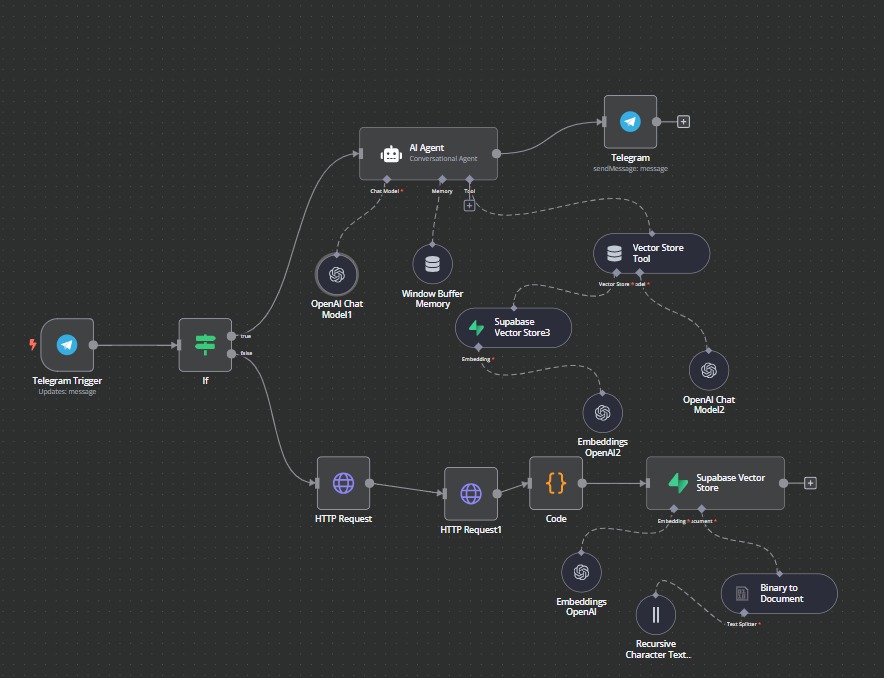 Telegram
sendMessage: message
AI Agent
Conversational Agent
Chat Model *
Memory
Tool
Vector Store
Tool
Vector Store *
odel *
OpenAI Chat
Model1
Window Buffer
Memory
Supabase
Vector Store3
Embedding *
Telegram Trigger
Updates: message
If
true
false
OpenAI Chat
Model2
Embeddings
OpenAI2
HTTP Request
HTTP Request1
{}
Code
Supabase Vector
Store
Embedding *
cument *
Embeddings
OpenAI
Binary to
Document
Text Splitter *
Recursive
Character Text...